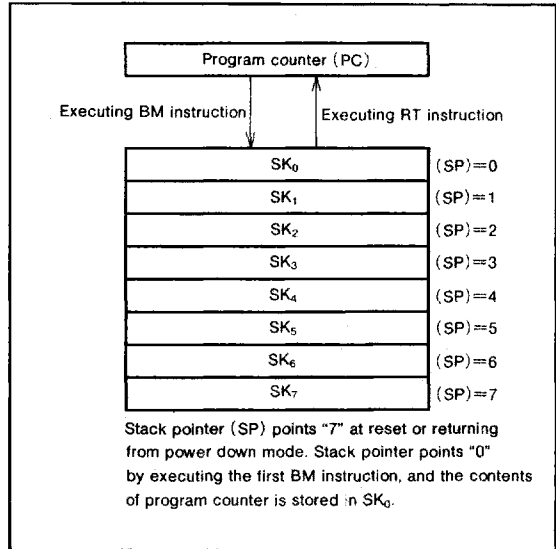 Program counter (PC)
Executing BM instruction
Executing RT instruction
SK₀ (SP)=0
SK₁ (SP)=1
SK₂ (SP)=2
SK₃ (SP)=3
SK₄ (SP)=4
SK₅ (SP)=5
SK₆ (SP)=6
SK₇ (SP)=7
Stack pointer (SP) points "7" at reset or returning
from power down mode. Stack pointer points "0"
by executing the first BM instruction, and the contents
of program counter is stored in SK₀.